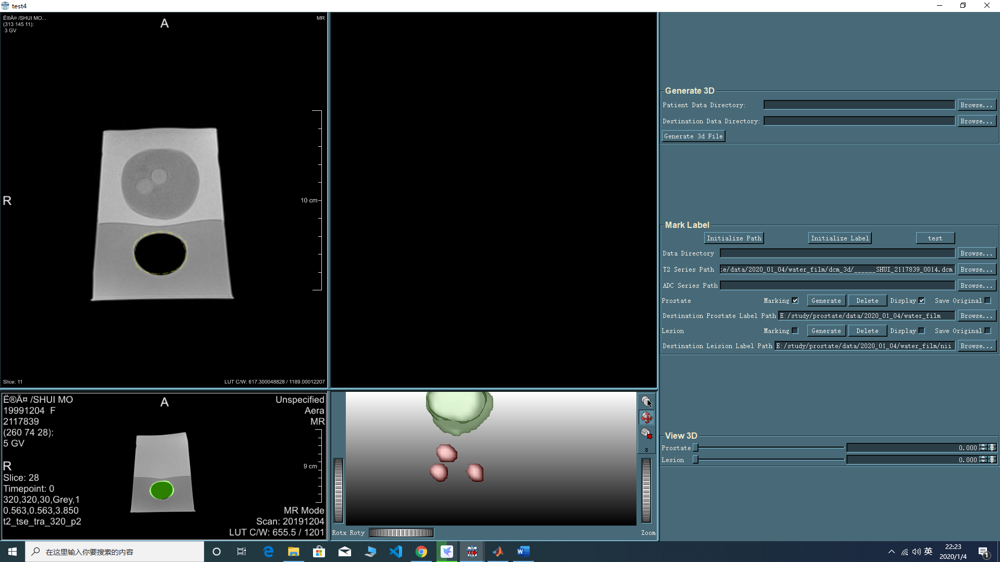 test4
Ë®Ä¤ /SHUI MO...
(313 145 11):
3 GV
A
MR
R
10 cm
Slice: 11
LUT C/W: 617.300048828 / 1189.00012207
Ë®Ä¤ /SHUI MO
19991204 F
2117839
(260 74 28):
5 GV
R
Slice: 28
Timepoint: 0
320,320,30,Grey,1
0.563,0.563,3.850
t2_tse_tra_320_p2
A
Unspecified
Aera
MR
9 cm
MR Mode
Scan: 20191204
LUT C/W: 655.5 / 1201
Rotx Roty
Zoom
Generate 3D
Patient Data Directory: Browse...
Destination Data Directory: Browse...
Generate 3d File
Mark Label
Initialize Path Initialize Label test
Data Directory Browse...
T2 Series Path :e/data/2020_01_04/water_film/dcm_3d/______SHUI_2117839_0014.dcm Browse...
ADC Series Path Browse...
Prostate Marking Generate Delete Display Save Original
Destination Prostate Label Path E:/study/prostate/data/2020_01_04/water_film Browse...
Lesion Marking Generate Delete Display Save Original
Destination Leision Label Path E:/study/prostate/data/2020_01_04/water_film/nii Browse...
View 3D
Prostate 0.000
Lesion 0.000
在这里输入你要搜索的内容
英
22:23
2020/1/4
1